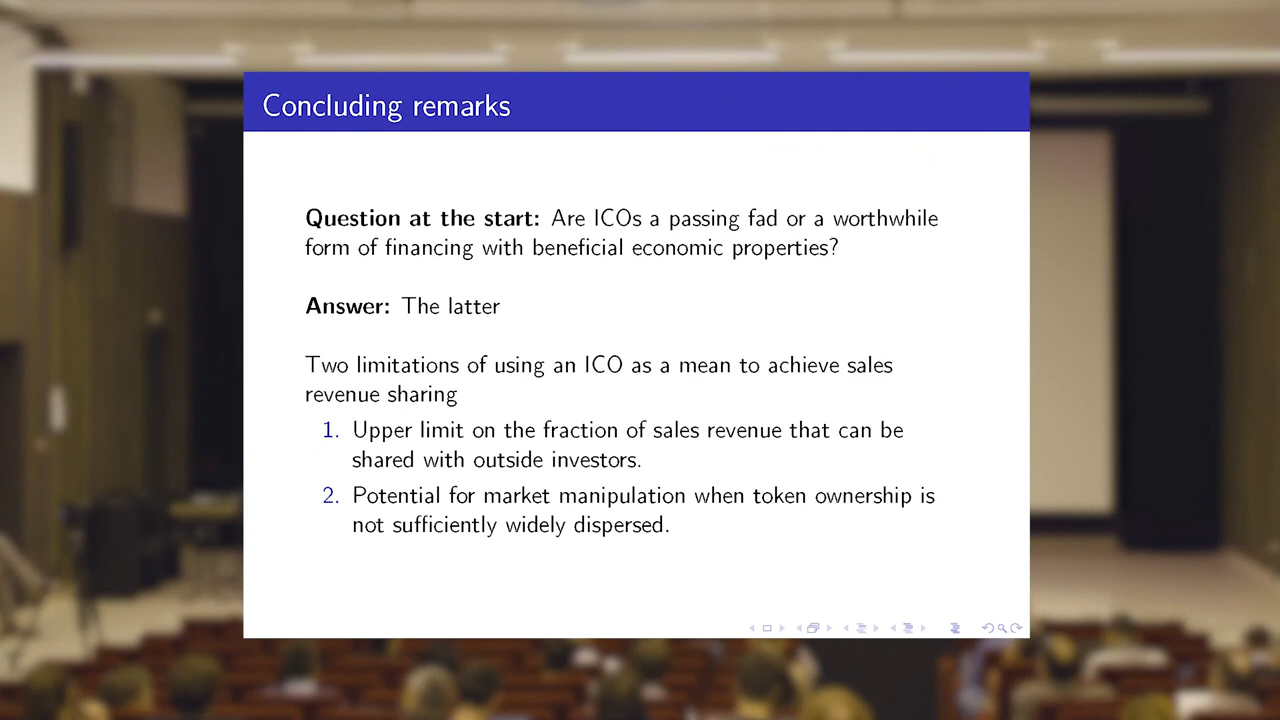 Concluding remarks
Question at the start: Are ICOs a passing fad or a worthwhile
form of financing with beneficial economic properties?
Answer: The latter
Two limitations of using an ICO as a mean to achieve sales
revenue sharing
1. Upper limit on the fraction of sales revenue that can be
shared with outside investors.
2. Potential for market manipulation when token ownership is
not sufficiently widely dispersed.